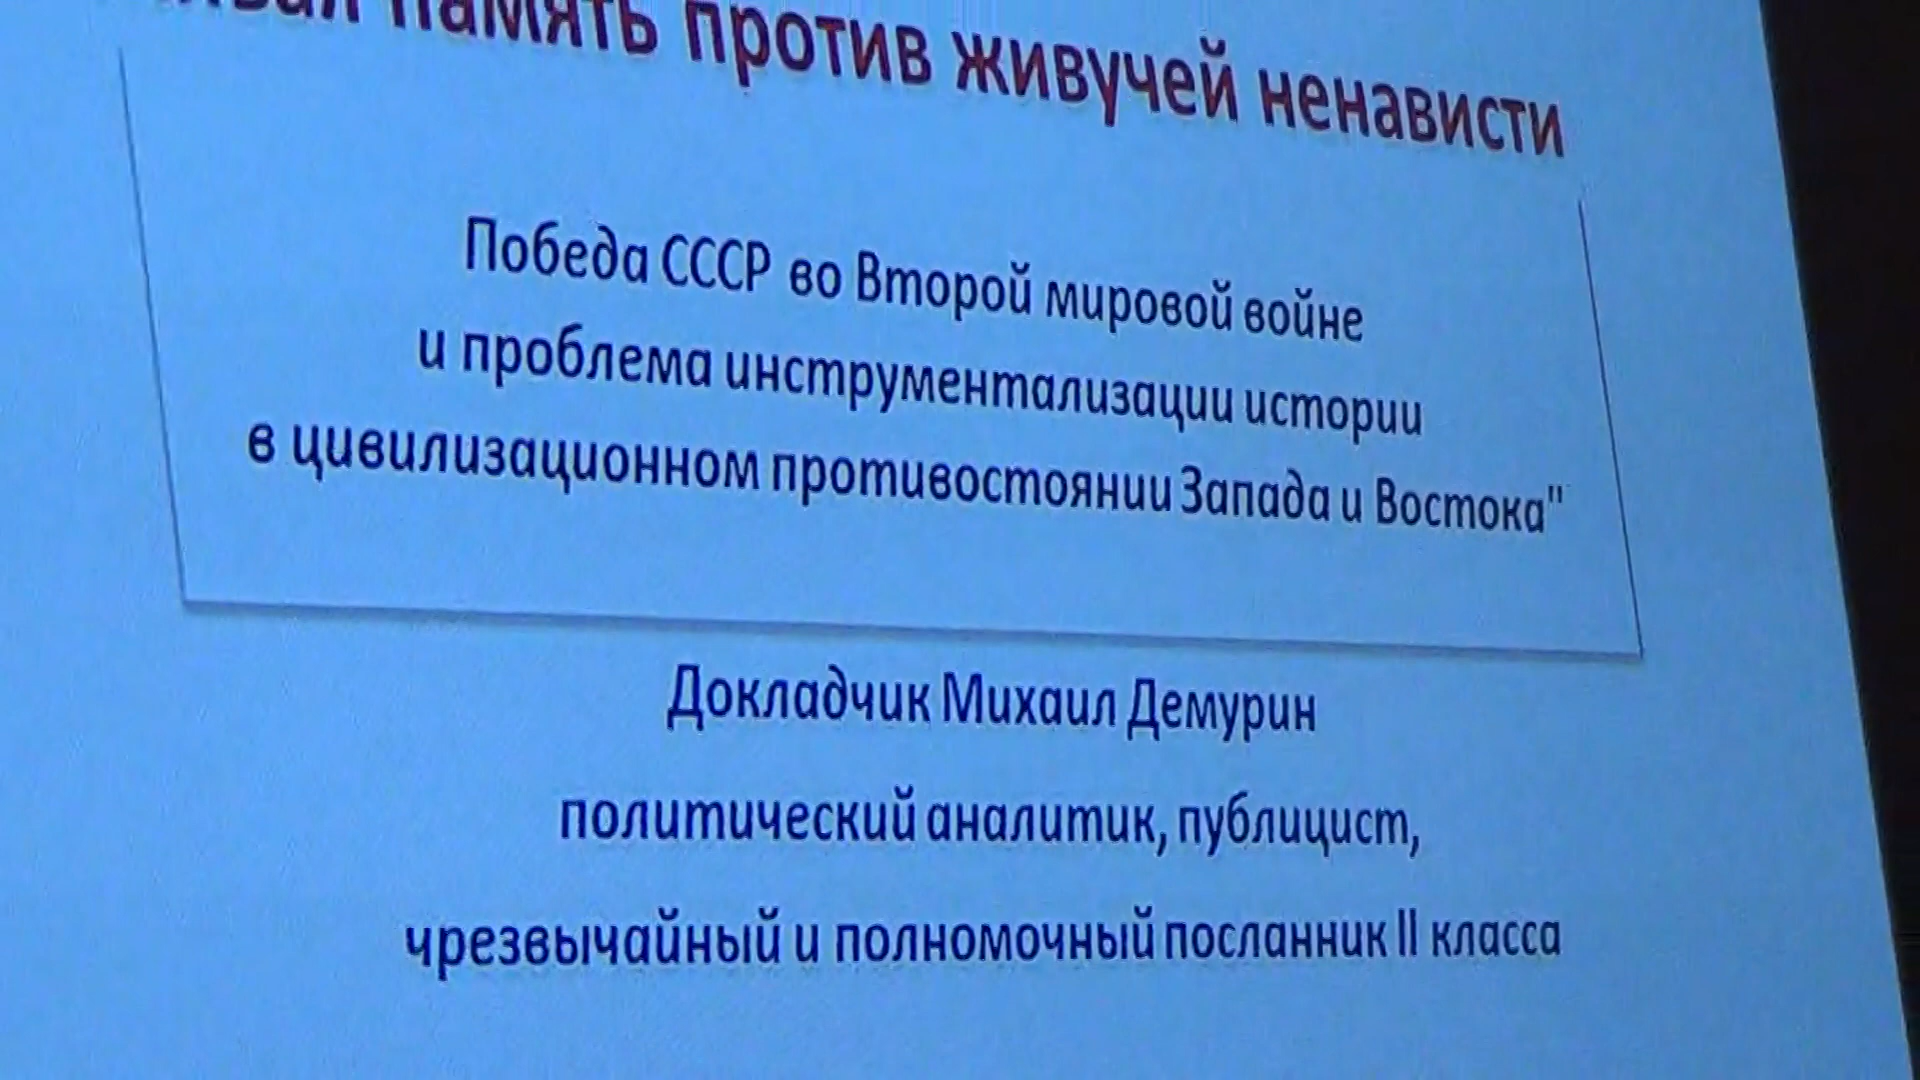 память против живучей ненависти
Победа СССР во Второй мировой войне
и проблема инструментализации истории
в цивилизационном противостоянии Запада и Востока"
Докладчик Михаил Демурин
политический аналитик, публицист,
чрезвычайный и полномочный посланник II класса